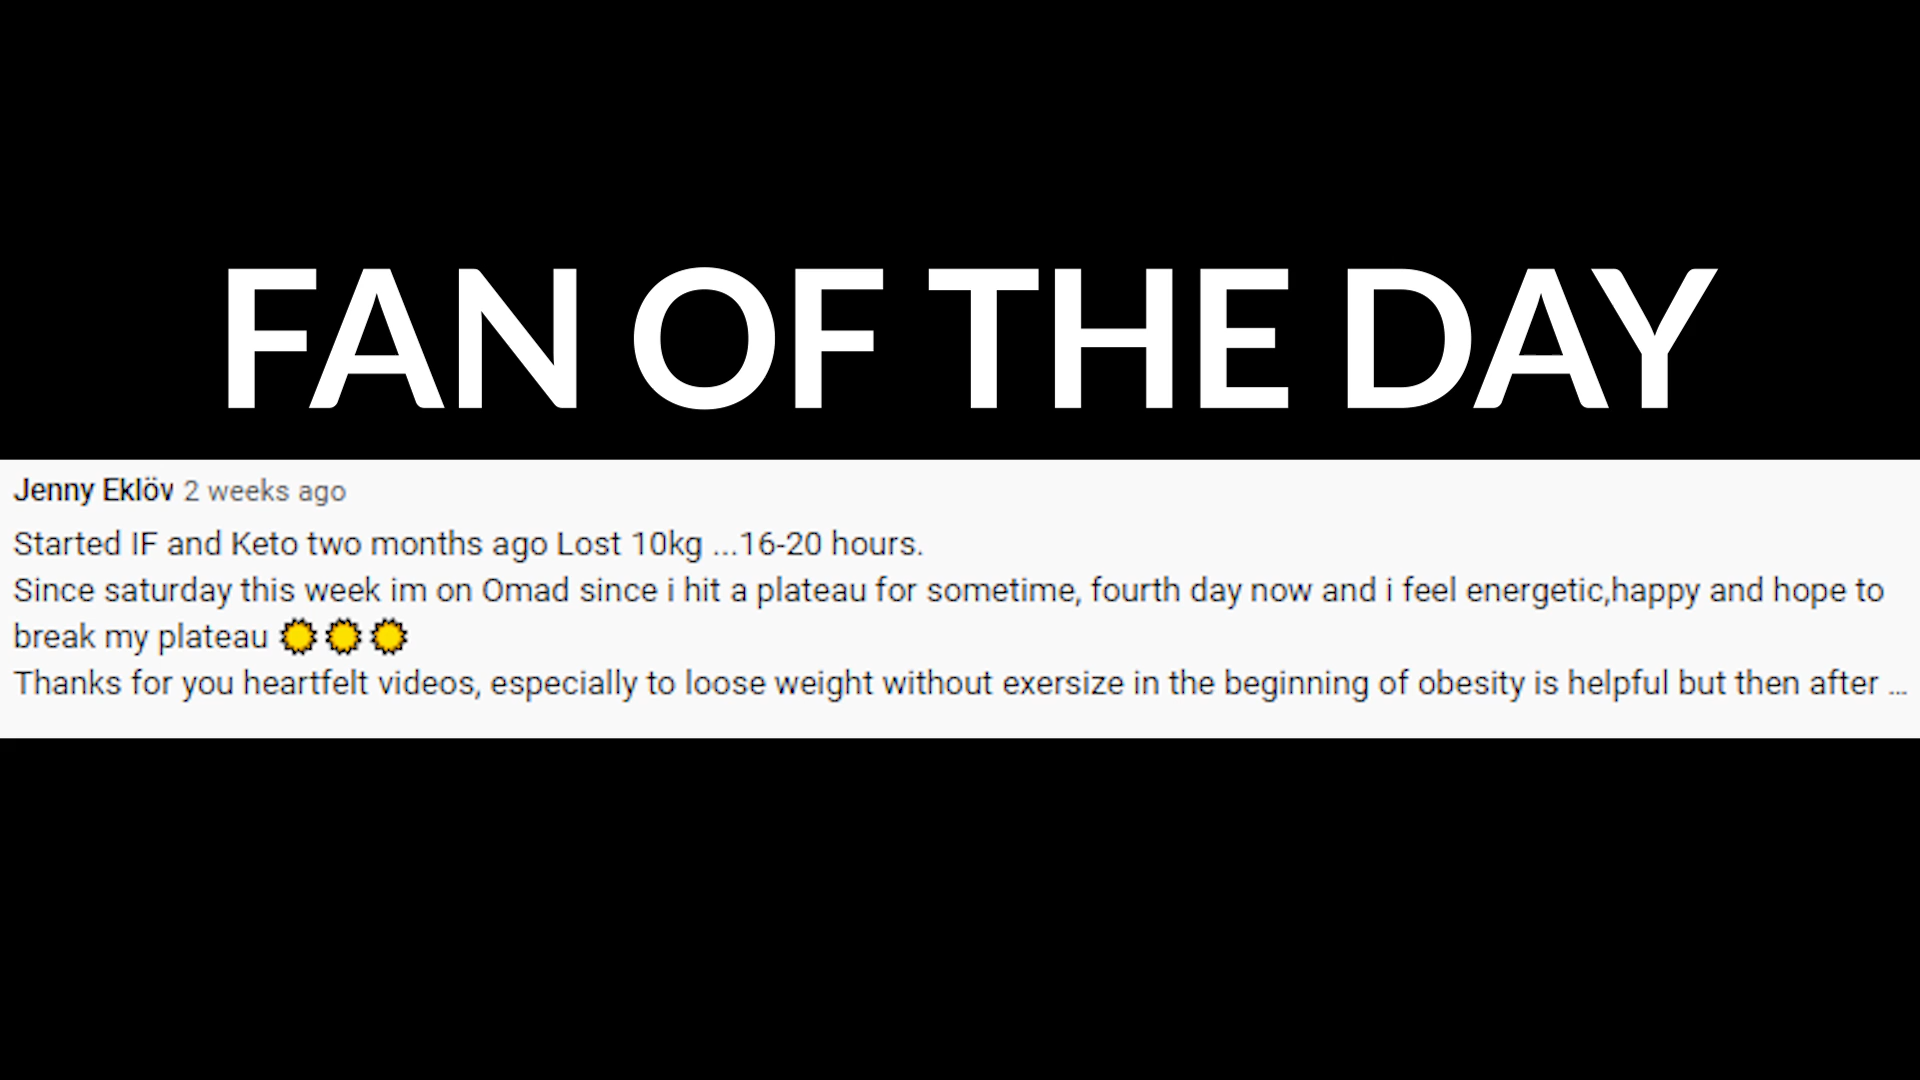 FAN OF THE DAY
Jenny Eklöv 2 weeks ago
Started IF and Keto two months ago Lost 10kg ...16-20 hours.
Since saturday this week im on Omad since i hit a plateau for sometime, fourth day now and i feel energetic,happy and hope to
break my plateau
Thanks for you heartfelt videos, especially to loose weight without exersize in the beginning of obesity is helpful but then after ...